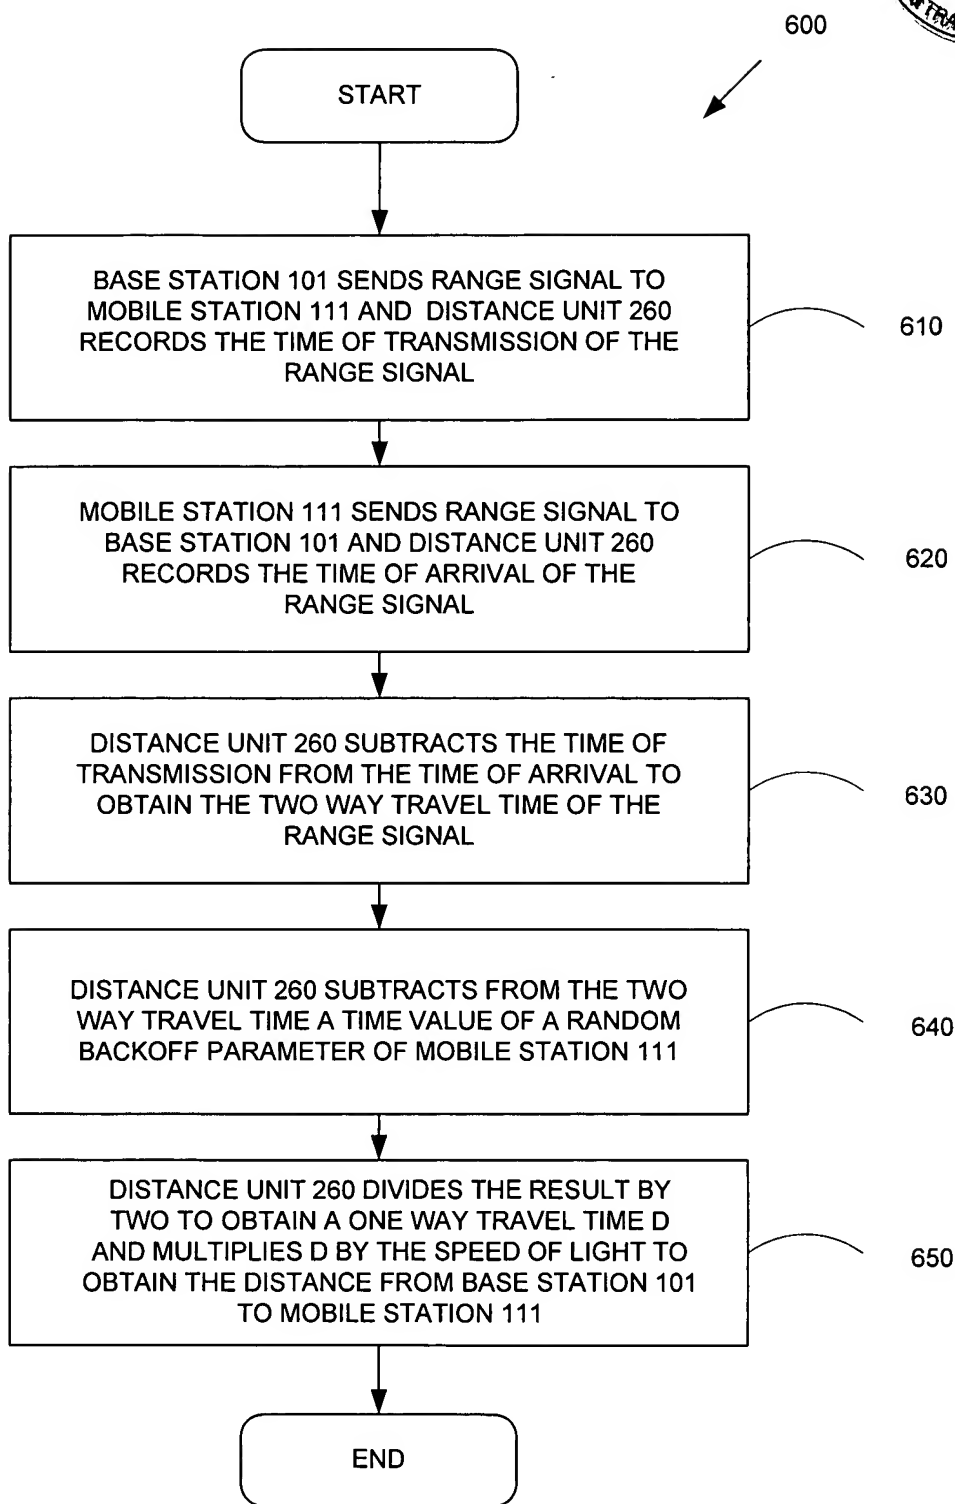 600
START
BASE STATION 101 SENDS RANGE SIGNAL TO
MOBILE STATION 111 AND DISTANCE UNIT 260
RECORDS THE TIME OF TRANSMISSION OF THE
RANGE SIGNAL
610
MOBILE STATION 111 SENDS RANGE SIGNAL TO
BASE STATION 101 AND DISTANCE UNIT 260
RECORDS THE TIME OF ARRIVAL OF THE
RANGE SIGNAL
620
DISTANCE UNIT 260 SUBTRACTS THE TIME OF
TRANSMISSION FROM THE TIME OF ARRIVAL TO
OBTAIN THE TWO WAY TRAVEL TIME OF THE
RANGE SIGNAL
630
DISTANCE UNIT 260 SUBTRACTS FROM THE TWO
WAY TRAVEL TIME A TIME VALUE OF A RANDOM
BACKOFF PARAMETER OF MOBILE STATION 111
640
DISTANCE UNIT 260 DIVIDES THE RESULT BY
TWO TO OBTAIN A ONE WAY TRAVEL TIME D
AND MULTIPLIES D BY THE SPEED OF LIGHT TO
OBTAIN THE DISTANCE FROM BASE STATION 101
TO MOBILE STATION 111
650
END